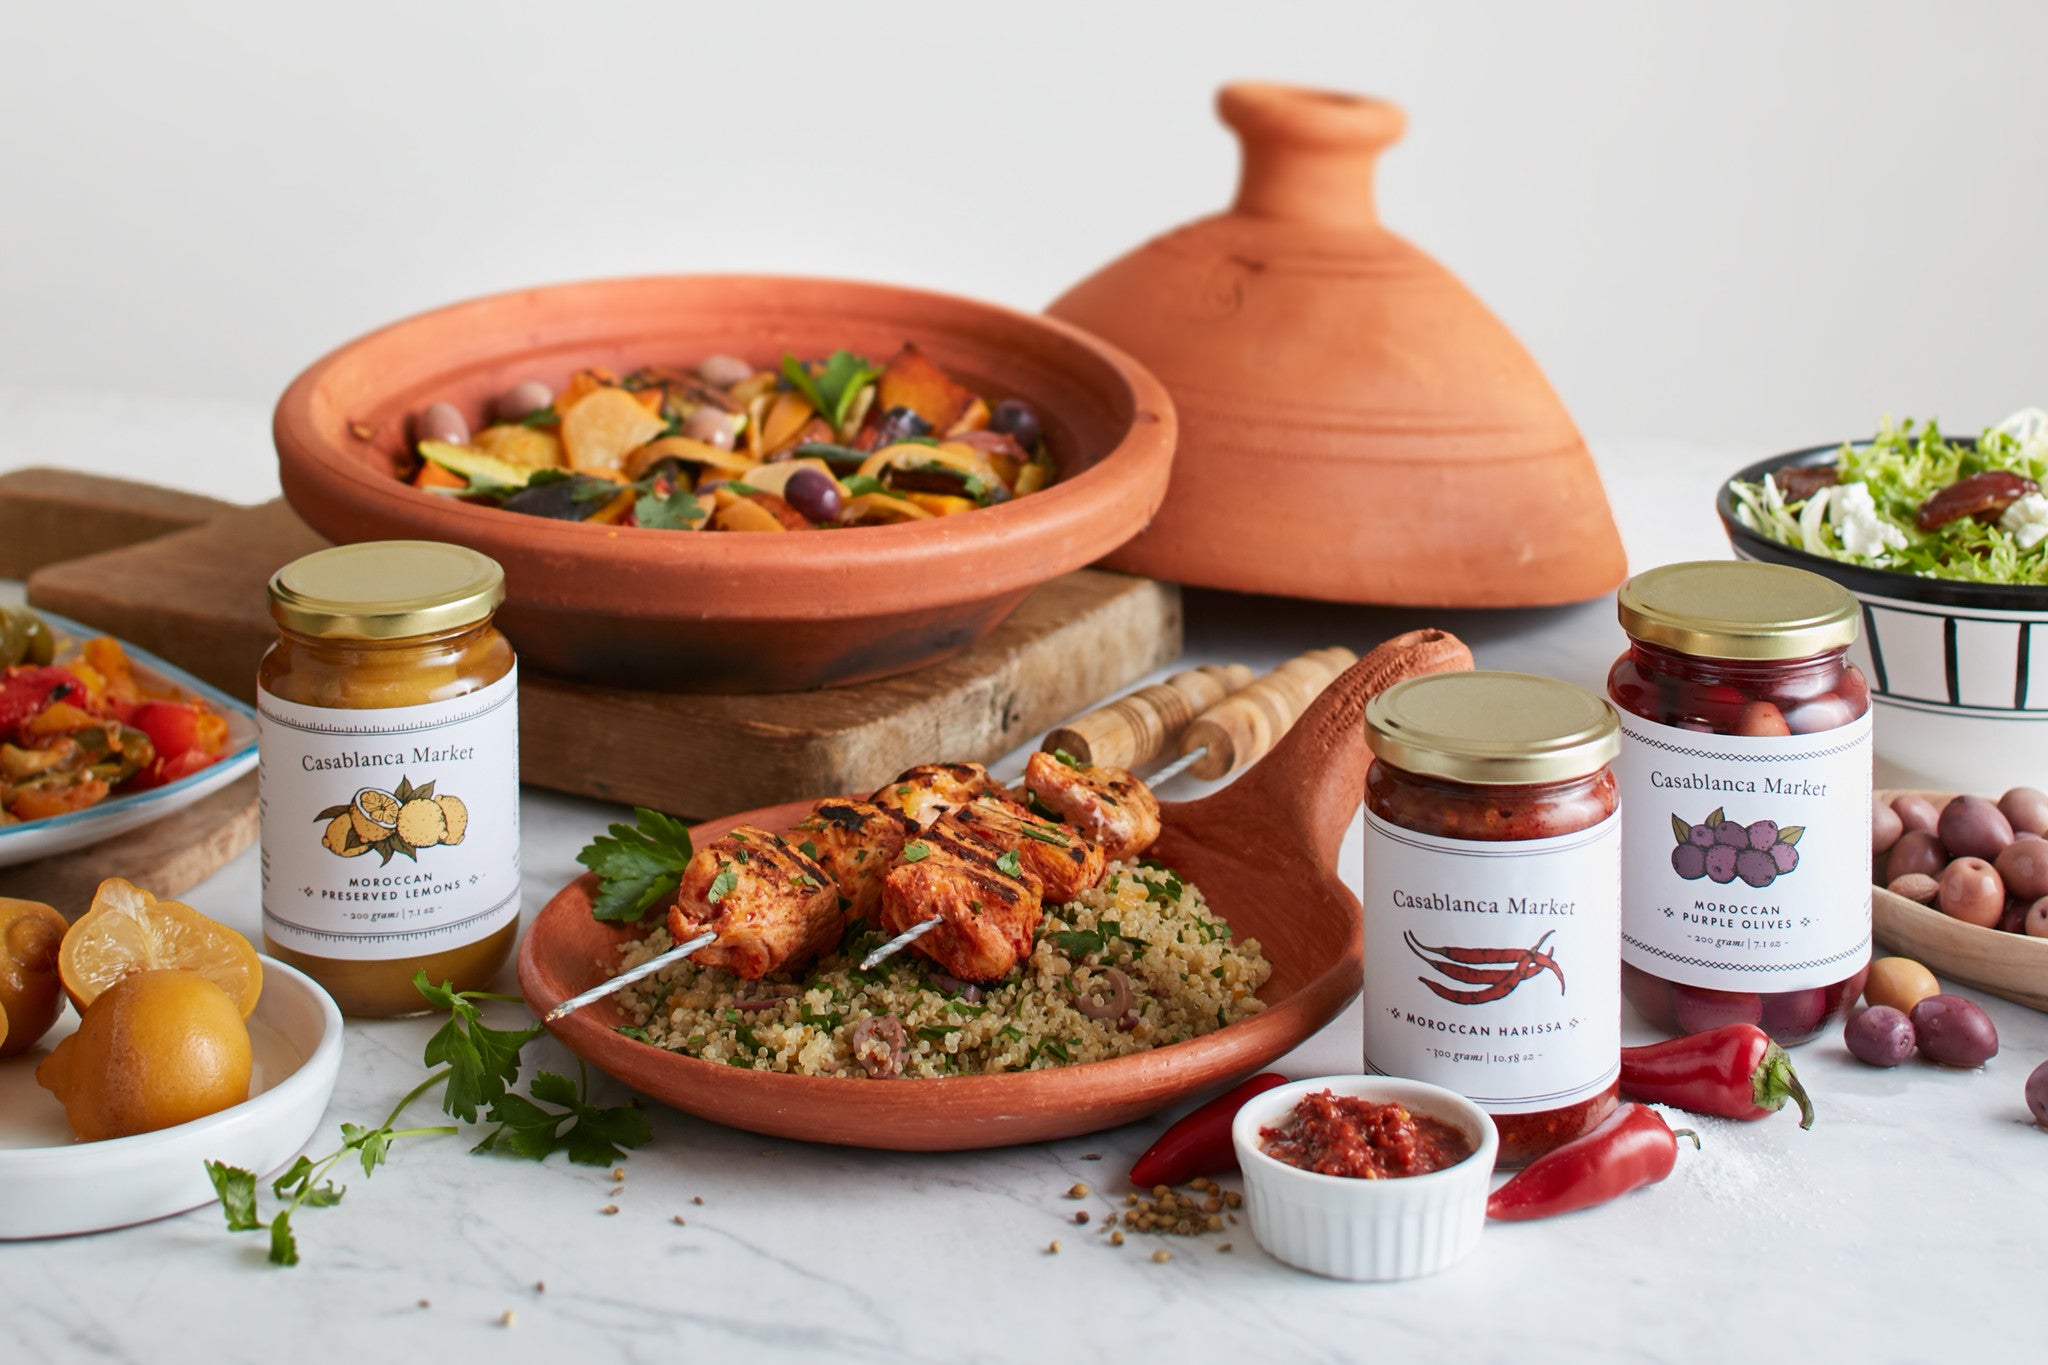 Casablanca Market
MOROCCAN
PRESERVED LEMONS
- 200 grams | 7.1 oz -
Casablanca Market
MOROCCAN HARISSA
- 300 grams | 10.58 oz -
Casablanca Market
MOROCCAN
PURPLE OLIVES
- 200 grams | 7.1 oz -